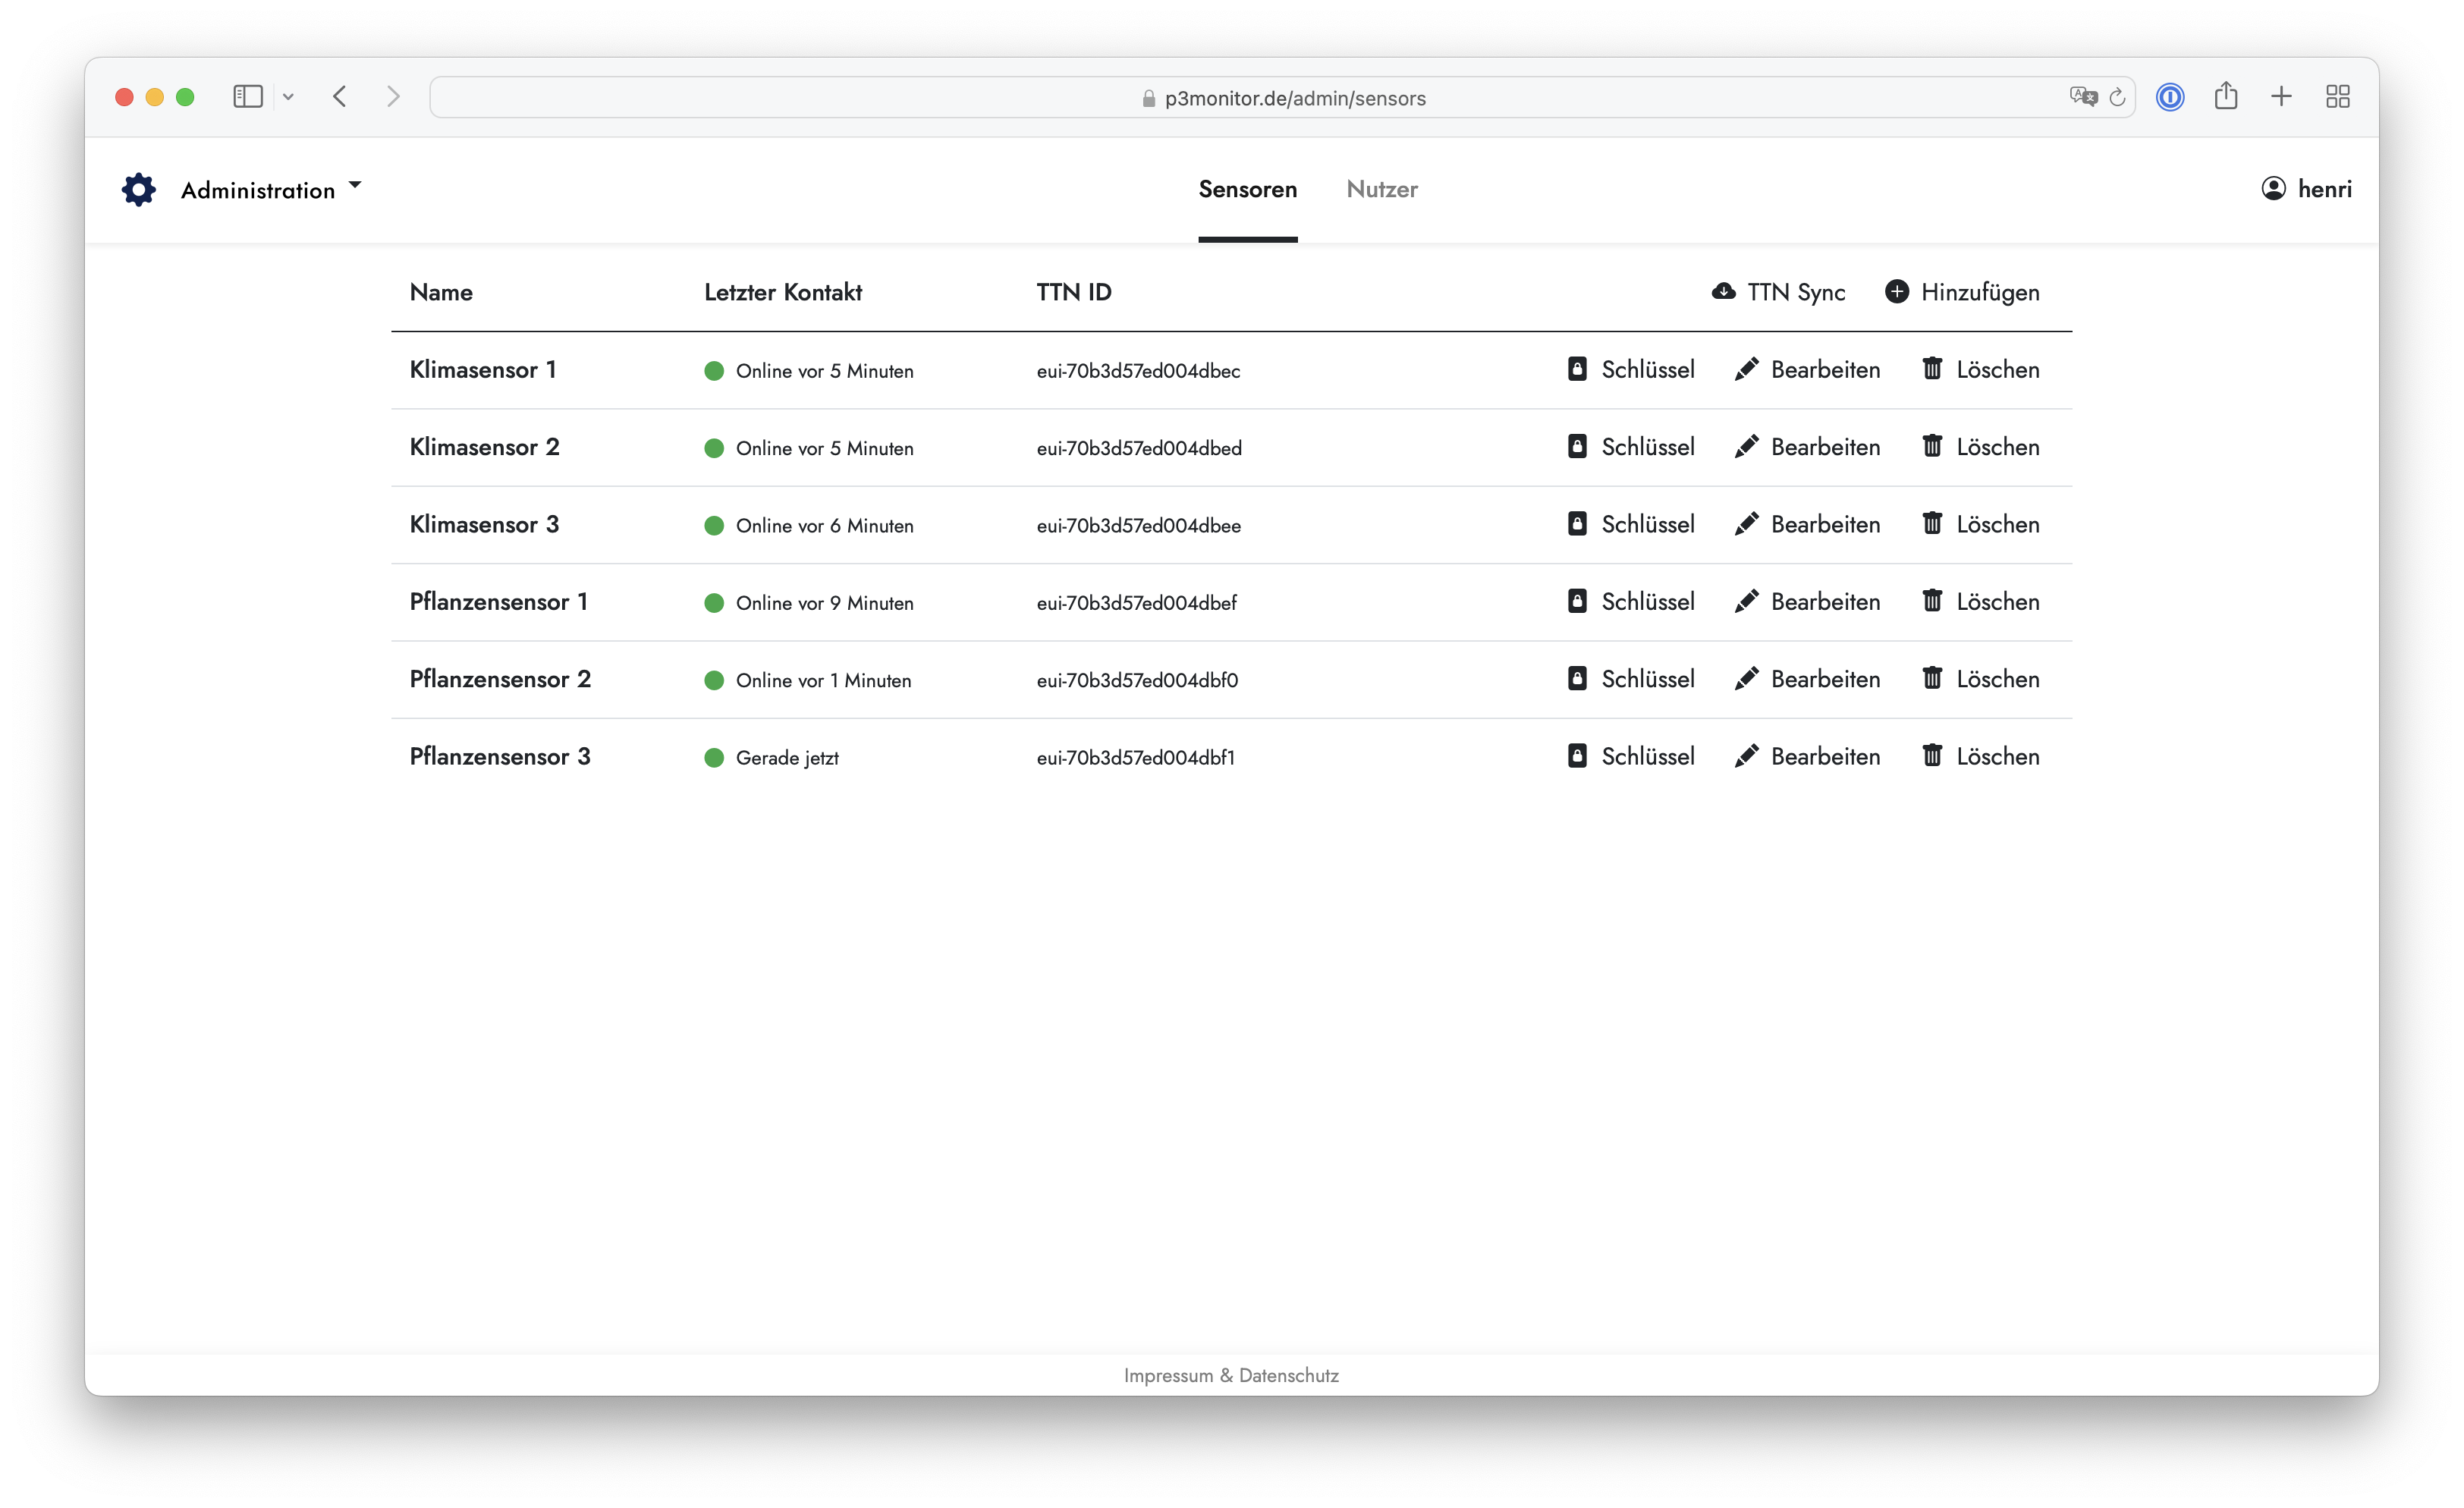 p3monitor.de/admin/sensors
Administration
Sensoren Nutzer
henri
Name Letzter Kontakt TTN ID TTN Sync Hinzufügen
Klimasensor 1 Online vor 5 Minuten eui-70b3d57ed004dbec Schlüssel Bearbeiten Löschen
Klimasensor 2 Online vor 5 Minuten eui-70b3d57ed004dbed Schlüssel Bearbeiten Löschen
Klimasensor 3 Online vor 6 Minuten eui-70b3d57ed004dbee Schlüssel Bearbeiten Löschen
Pflanzensensor 1 Online vor 9 Minuten eui-70b3d57ed004dbef Schlüssel Bearbeiten Löschen
Pflanzensensor 2 Online vor 1 Minuten eui-70b3d57ed004dbf0 Schlüssel Bearbeiten Löschen
Pflanzensensor 3 Gerade jetzt eui-70b3d57ed004dbf1 Schlüssel Bearbeiten Löschen
Impressum & Datenschutz